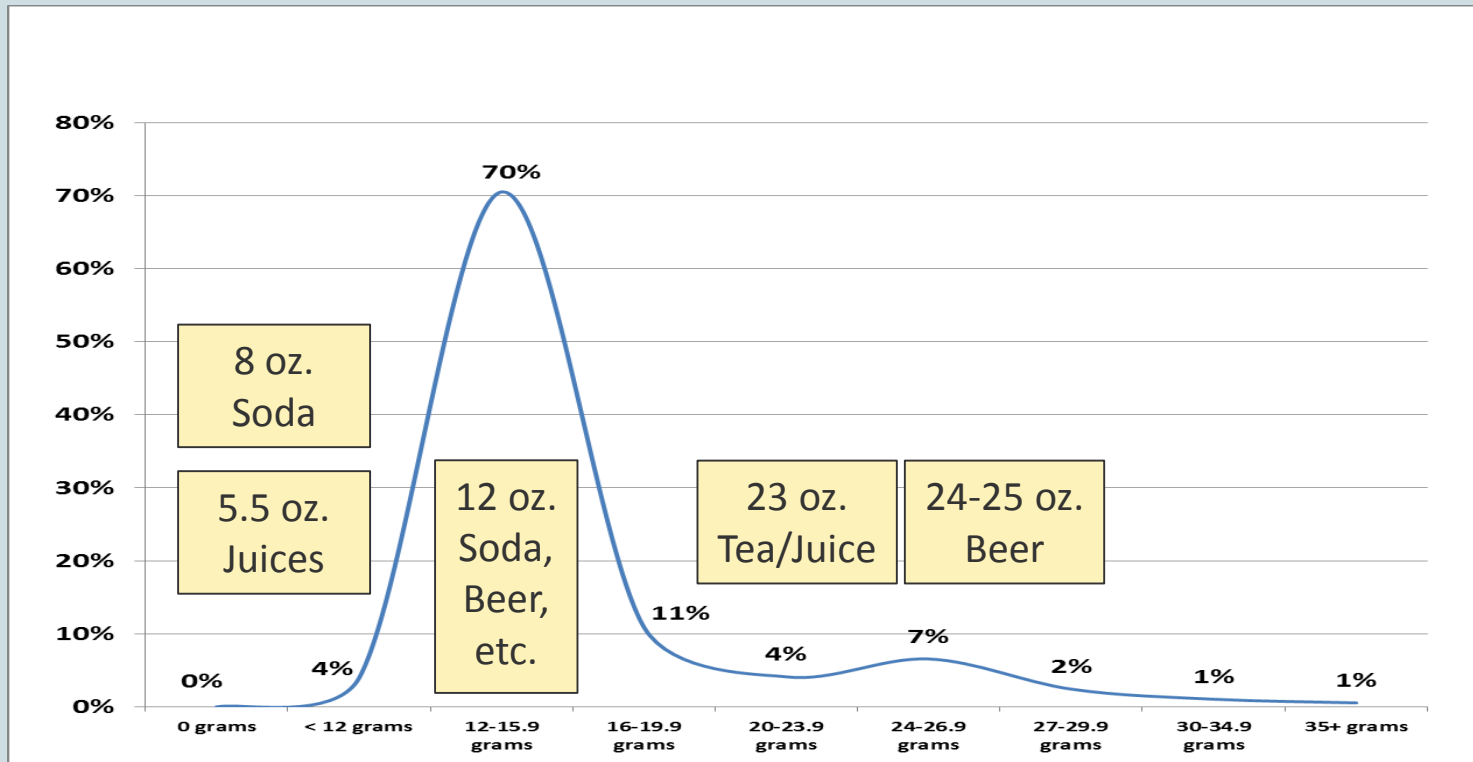 80%
70%
70%
60%
50%
8 oz.
Soda
40%
30%
5.5 oz.
Juices
12 oz.
Soda,
Beer,
etc.
23 oz.
Tea/Juice
24-25 oz.
Beer
20%
10%
0%
0%
4%
11%
4%
7%
2%
1%
1%
0 grams
< 12 grams
12-15.9
grams
16-19.9
grams
20-23.9
grams
24-26.9
grams
27-29.9
grams
30-34.9
grams
35+ grams